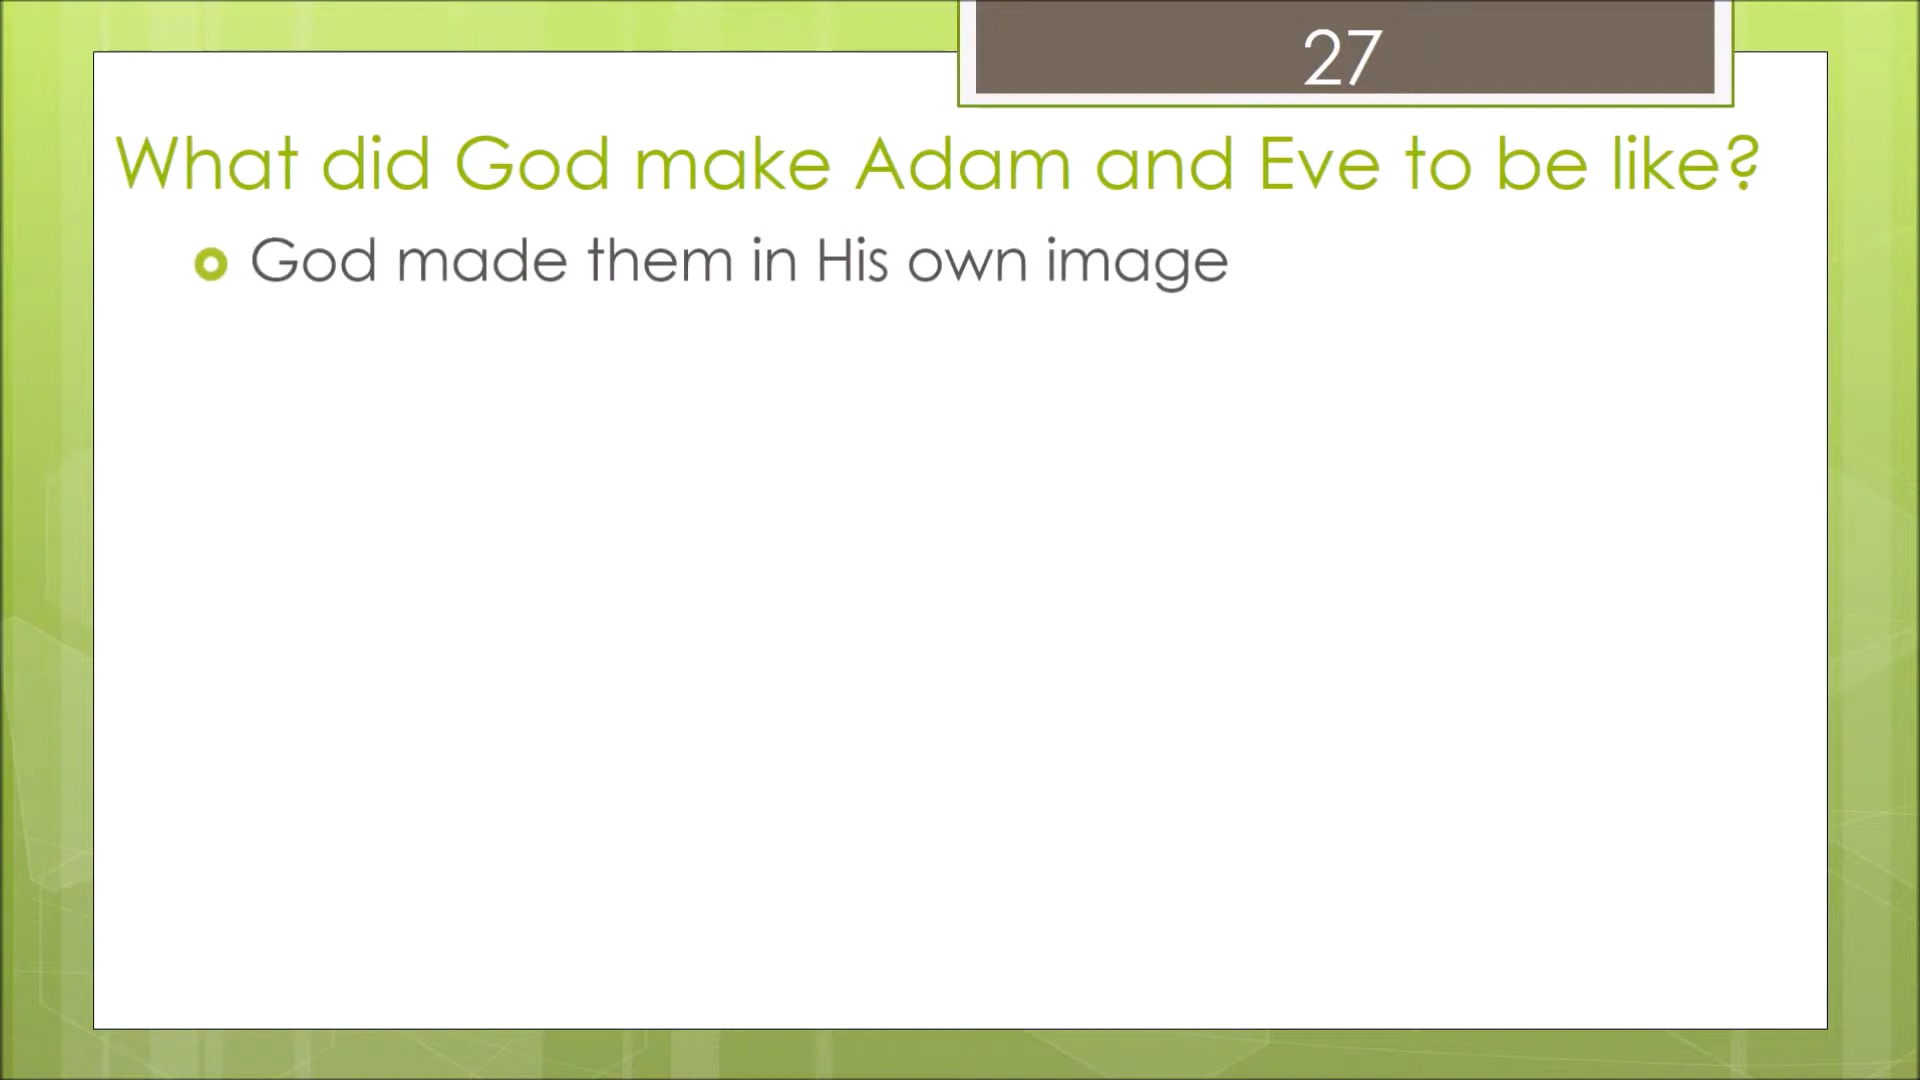 27
What did God make Adam and Eve to be like?
God made them in His own image